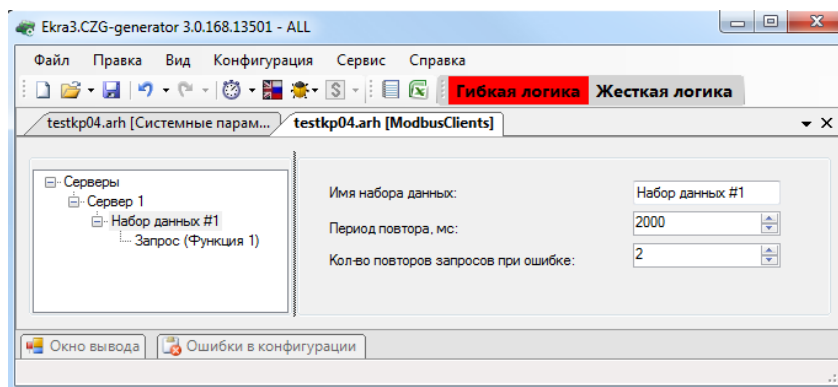 Ekra3.CZG-generator 3.0.168.13501 - ALL
Файл Правка Вид Конфигурация Сервис Справка
S Гибкая логика Жесткая логика
testkp04.arh [Системные парам... testkp04.arh [ModbusClients]
Серверы
Сервер 1
Набор данных #1
Запрос (Функция 1)
Имя набора данных: Набор данных #1
Период повтора, мс: 2000
Кол-во повторов запросов при ошибке: 2
Окно вывода Ошибки в конфигурации